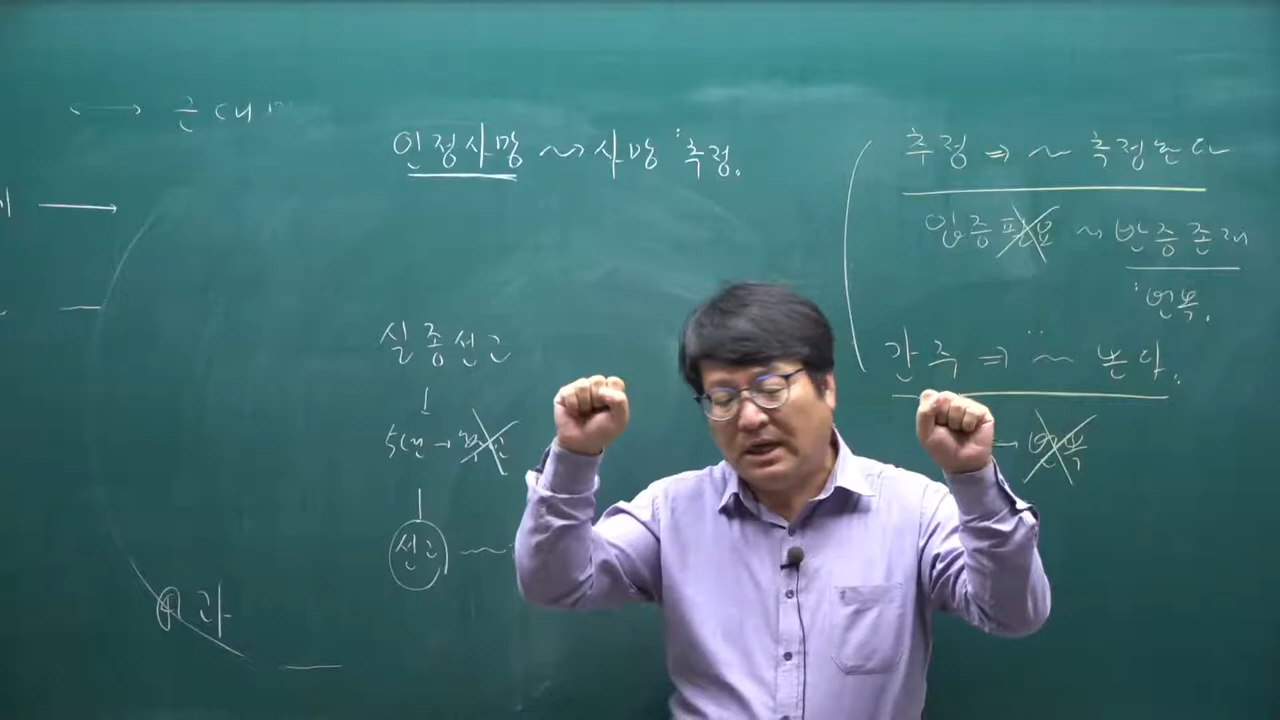 근대
인정사망 ~> 사망 추정.
추정 ⇒ ~ 추정한다
입증필요 ~ 반증존재
번복.
실종선고
↓
5년 →
선고
간주 ⇒ ~ 본다.
→ 번복